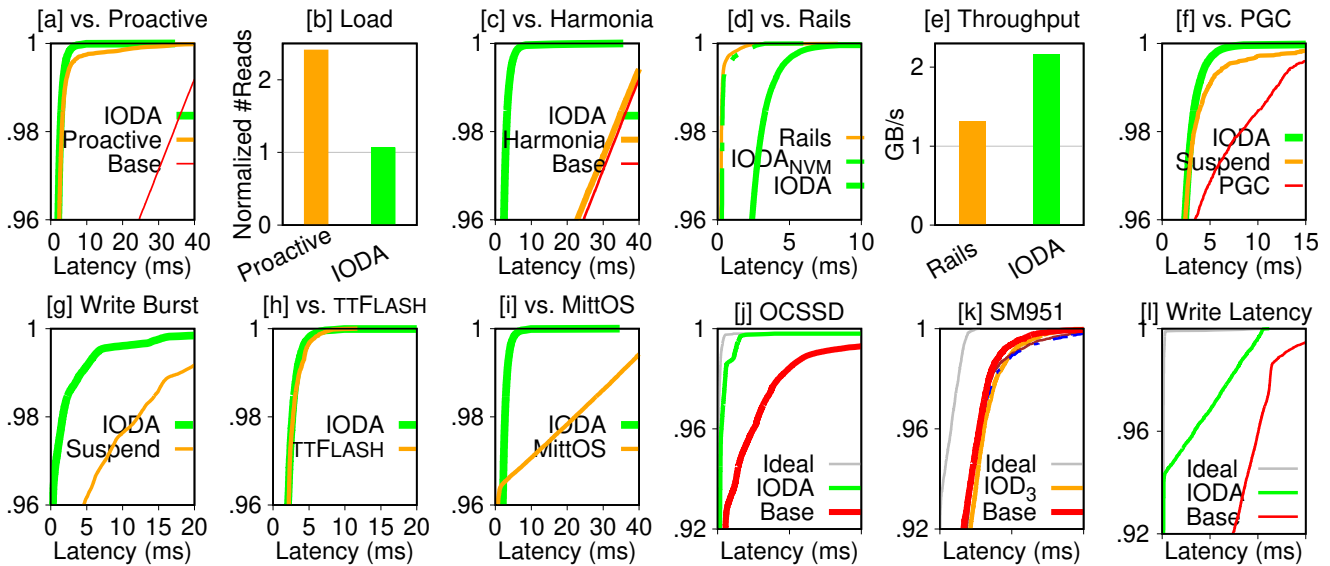 [a] vs. Proactive
1
.98
.96
IODA
Proactive
Base
0 10 20 30 40
Latency (ms)
[b] Load
Normalized #Reads
2
1
0
Proactive
IODA
[c] vs. Harmonia
1
.98
.96
IODA
Harmonia
Base
0 10 20 30 40
Latency (ms)
[d] vs. Rails
1
.98
.96
Rails
IODA NVM
IODA
0 5 10
Latency (ms)
[e] Throughput
GB/s
2
1
0
Rails
IODA
[f] vs. PGC
1
.98
.96
IODA
Suspend
PGC
0 5 10 15
Latency (ms)
[g] Write Burst
1
.98
.96
IODA
Suspend
0 5 10 15 20
Latency (ms)
[h] vs. TTFLASH
1
.98
.96
IODA
TTFLASH
0 5 10 15 20
Latency (ms)
[i] vs. MittOS
1
.98
.96
IODA
MittOS
0 10 20 30 40
Latency (ms)
[j] OCSSD
1
.96
.92
Ideal
IODA
Base
Latency (ms)
[k] SM951
1
.96
.92
Ideal
IOD3
Base
Latency (ms)
[l] Write Latency
1
.96
.92
Ideal
IODA
Base
Latency (ms)